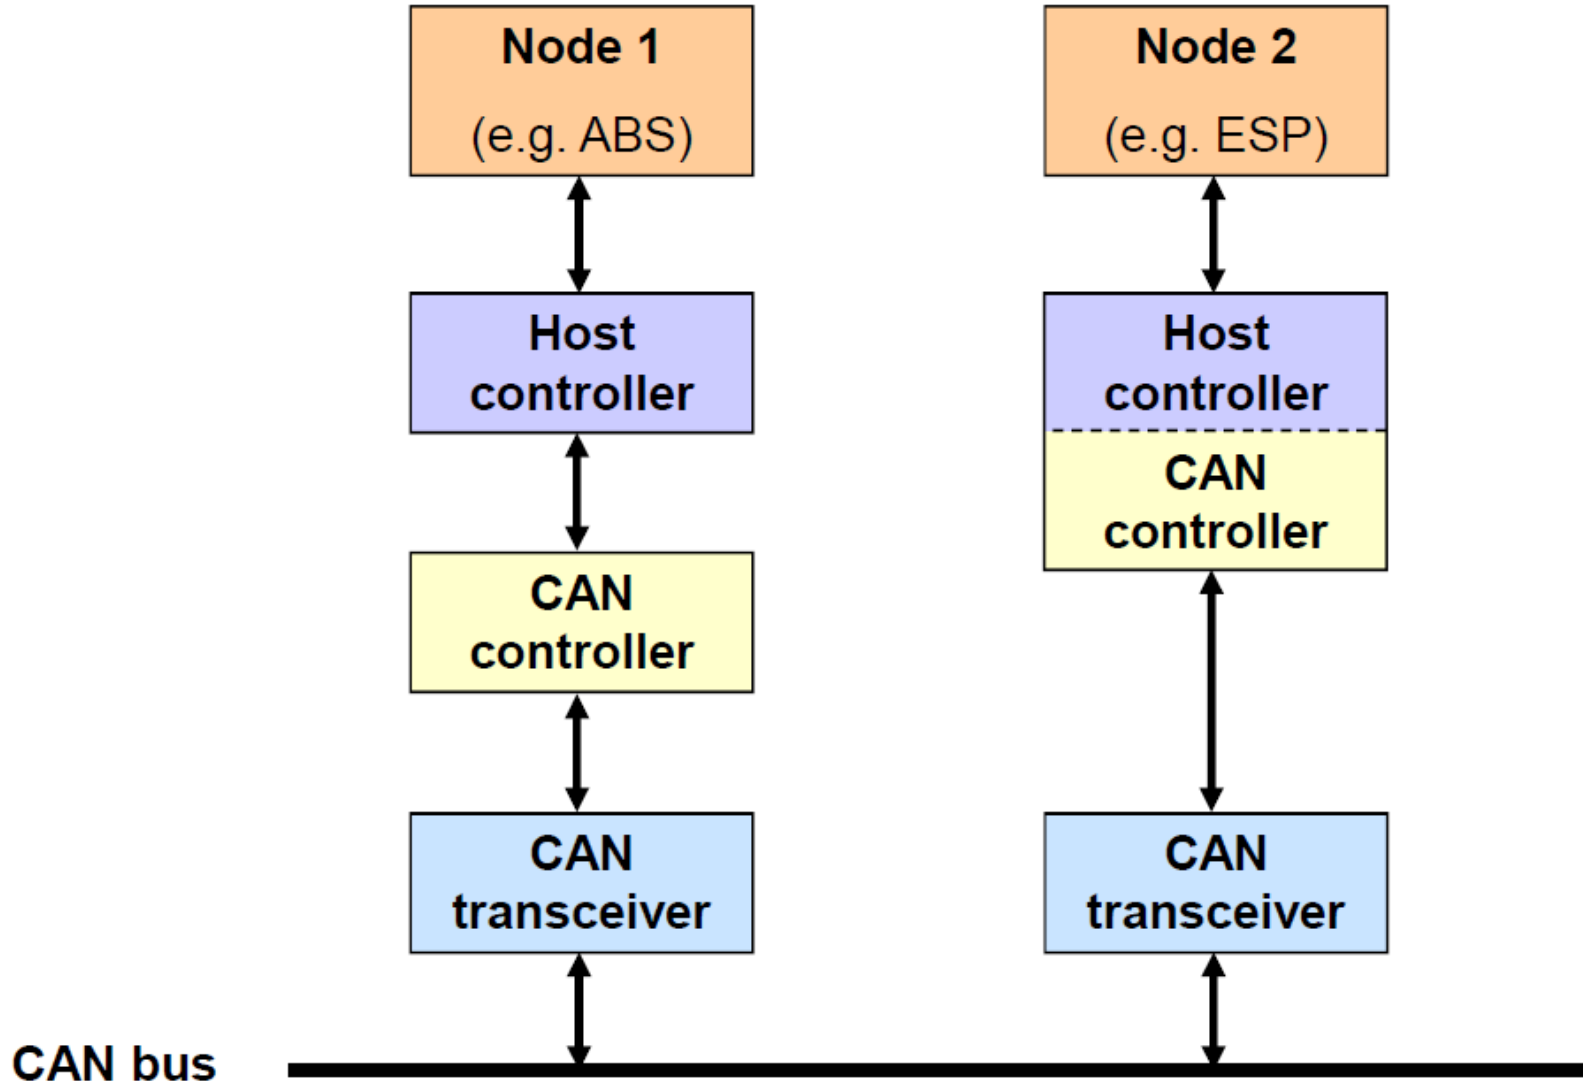 Node 1
(e.g. ABS)
Host
controller
CAN
controller
CAN
transceiver
Node 2
(e.g. ESP)
Host
controller
CAN
controller
CAN
transceiver
CAN bus